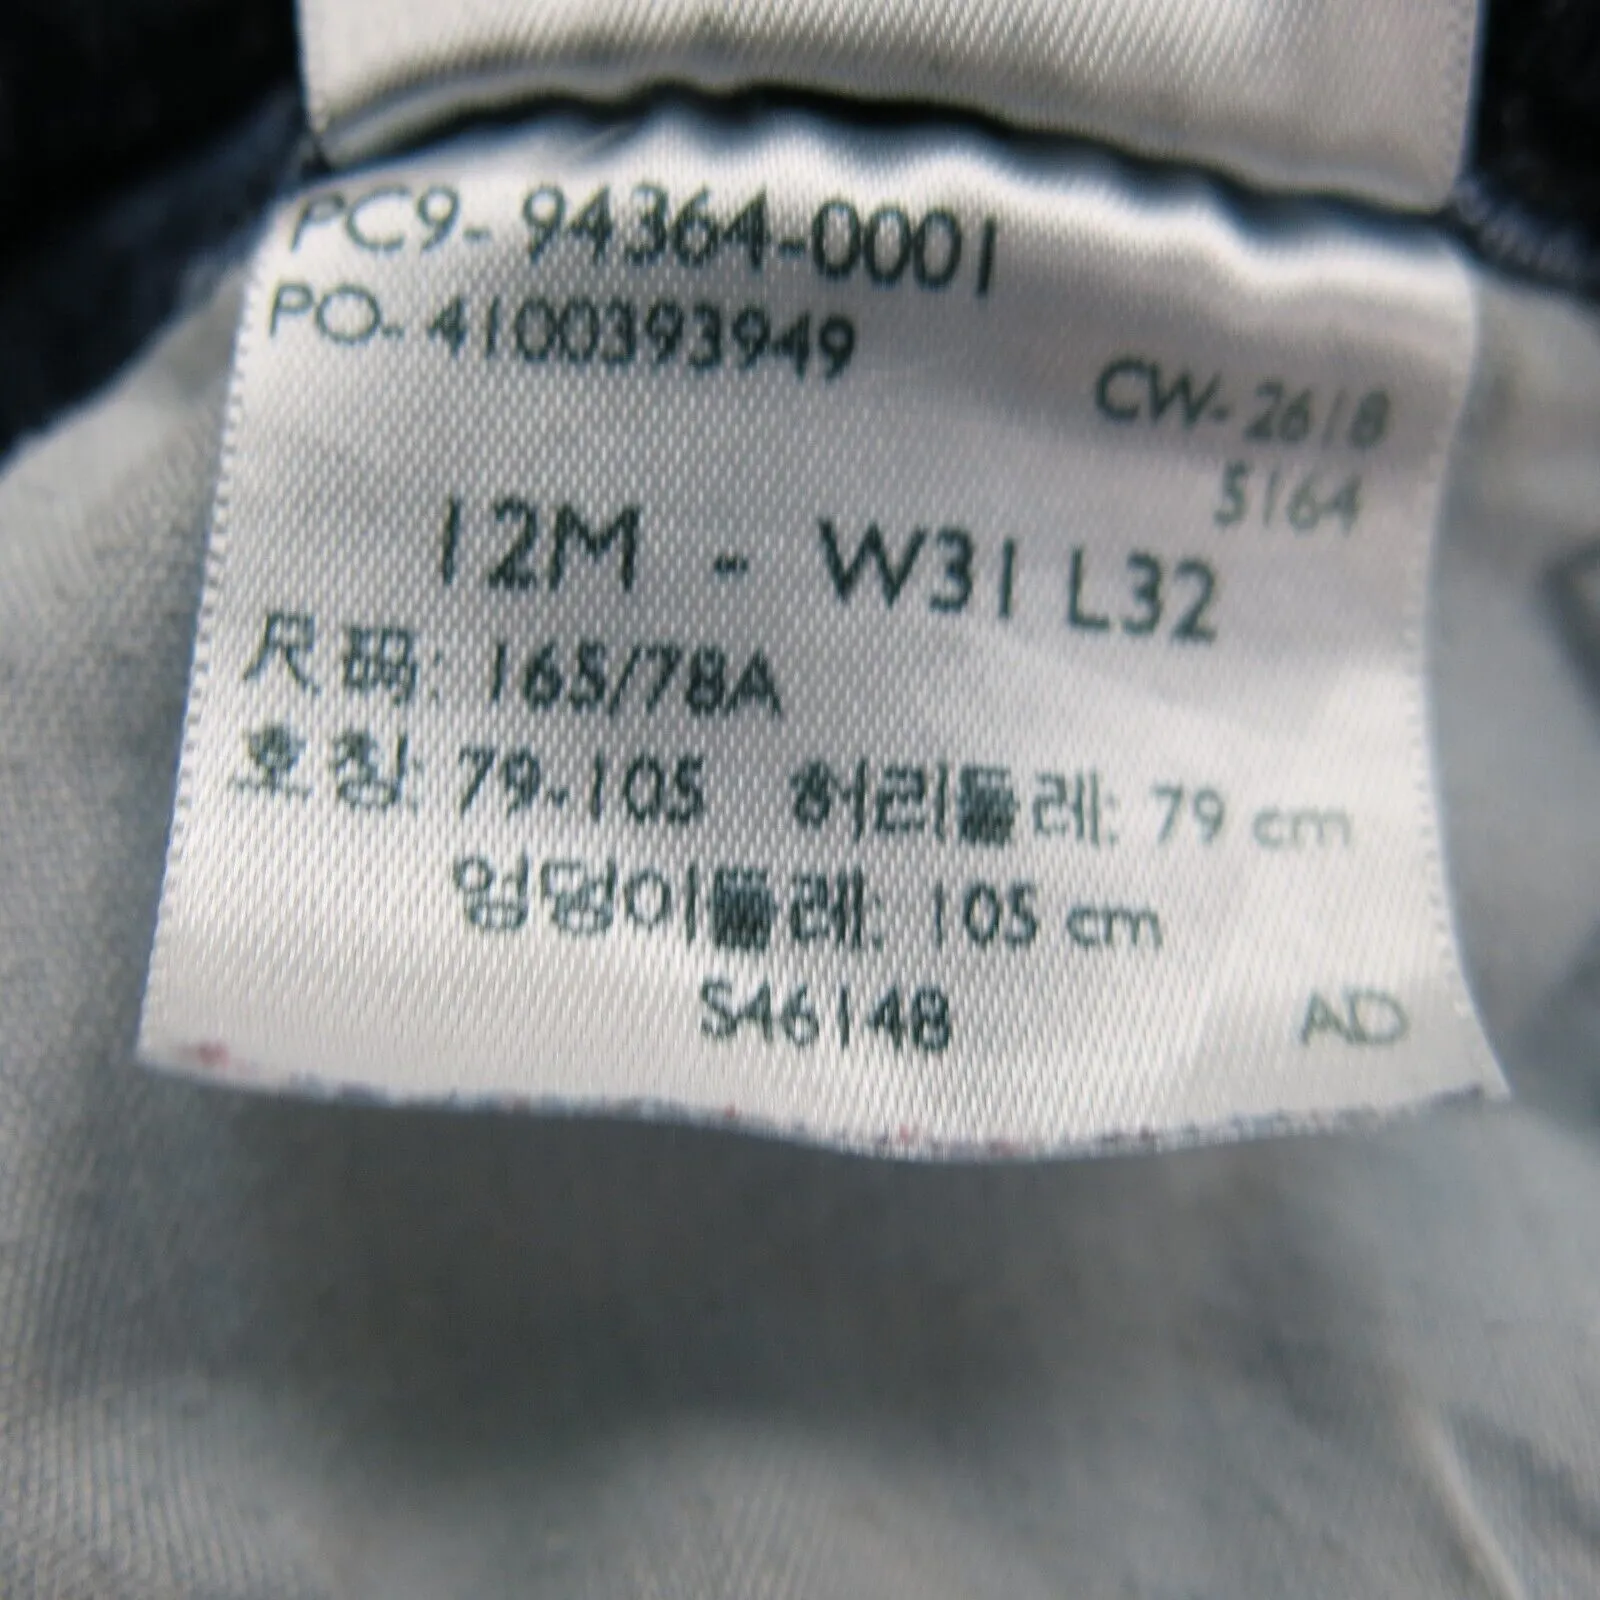 PC9- 94364-0001
PO- 4100393949
CW-2618
5164
12M - W31 L32
尺码: 165/78A
호칭: 79-105 허리둘레: 79 cm
엉덩이둘레: 105 cm
S46148
AD